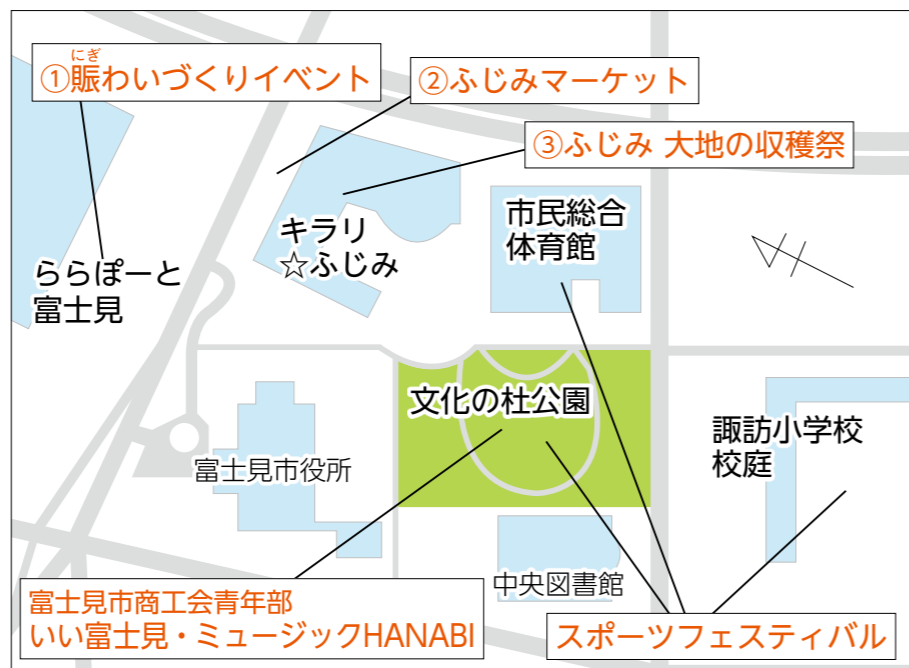 にぎ
①賑わいづくりイベント
②ふじみマーケット
③ふじみ 大地の収穫祭
ららぽーと
富士見
キラリ
☆ふじみ
市民総合
体育館
文化の杜公園
諏訪小学校
校庭
富士見市役所
中央図書館
富士見市商工会青年部
いい富士見・ミュージックHANABI
スポーツフェスティバル